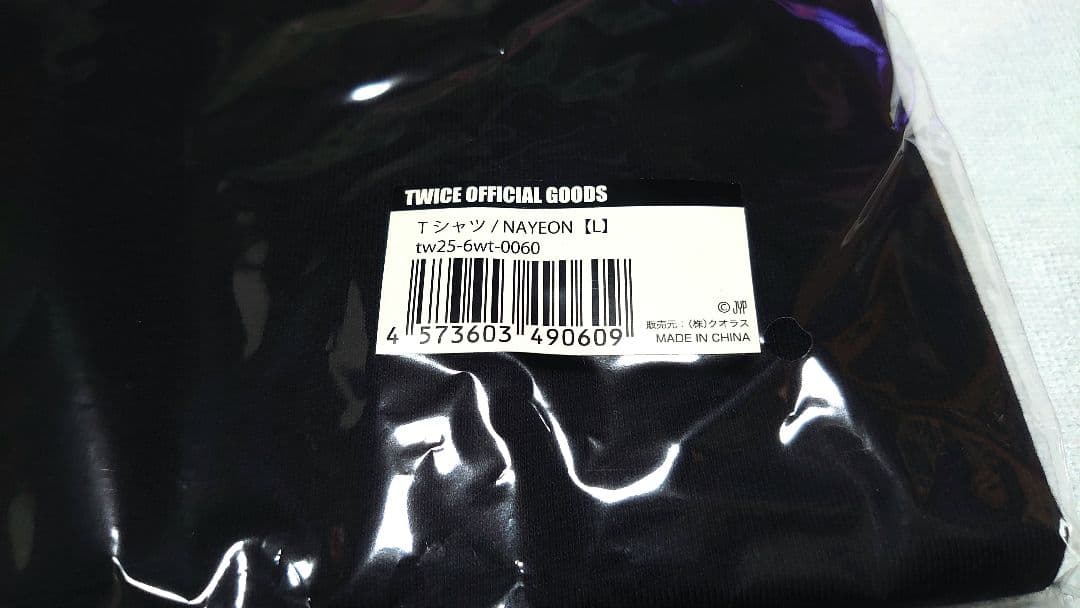 TWICE OFFICIAL GOODS
Tシャツ / NAYEON【L】
tw25-6wt-0060
4 573603 490609
© JYP
販売元：（株）クオラス
MADE IN CHINA